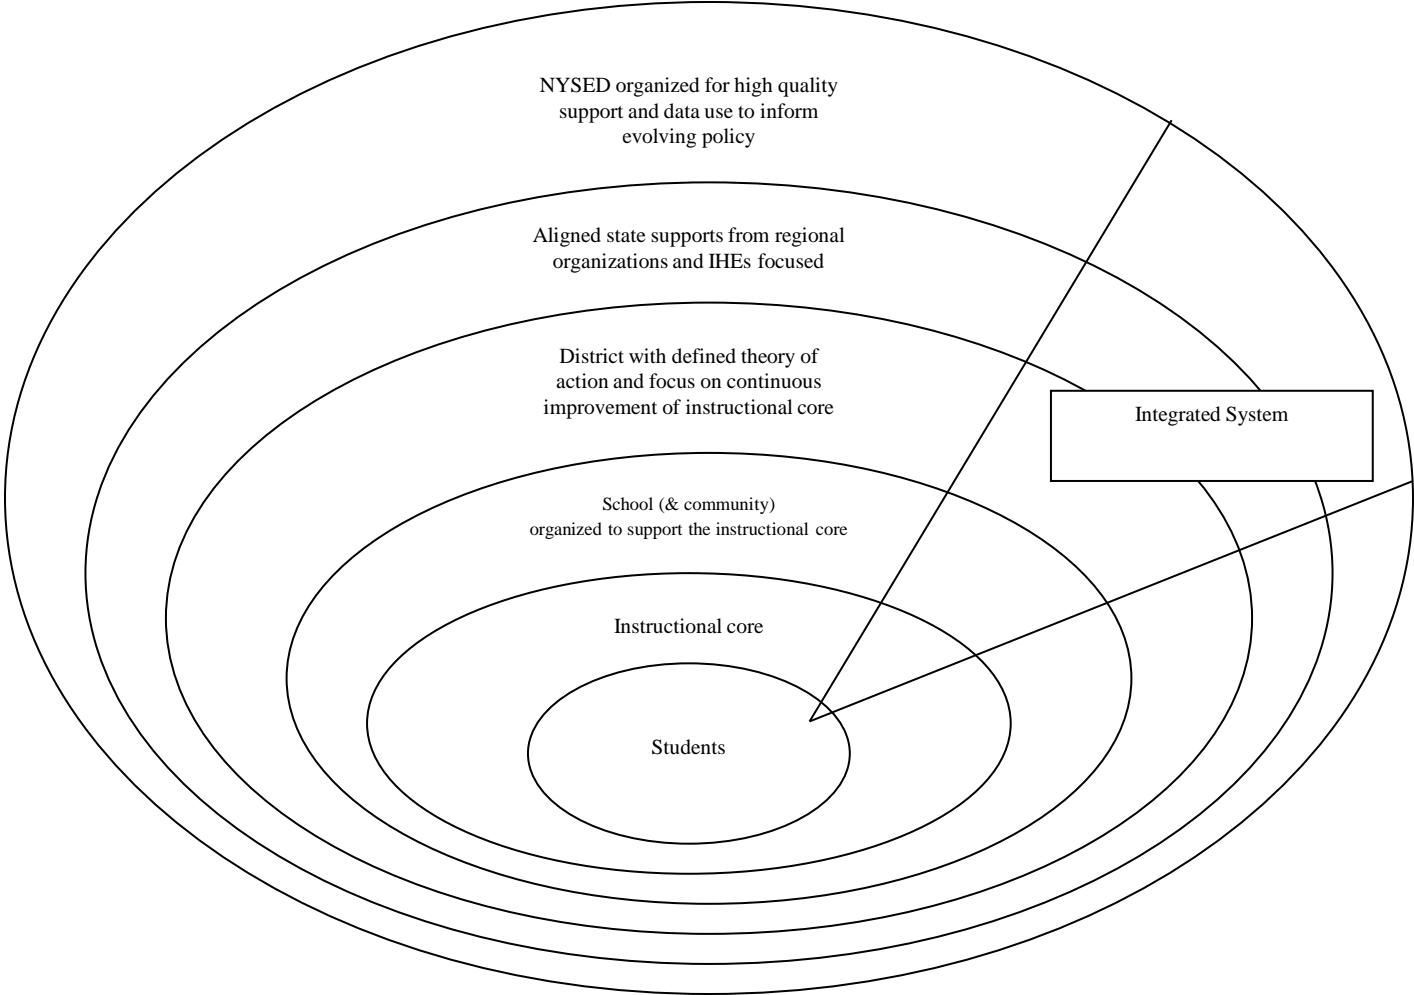 NYSED organized for high quality
support and data use to inform
evolving policy
Aligned state supports from regional
organizations and IHEs focused
District with defined theory of
action and focus on continuous
improvement of instructional core
Integrated System
School (& community)
organized to support the instructional core
Instructional core
Students